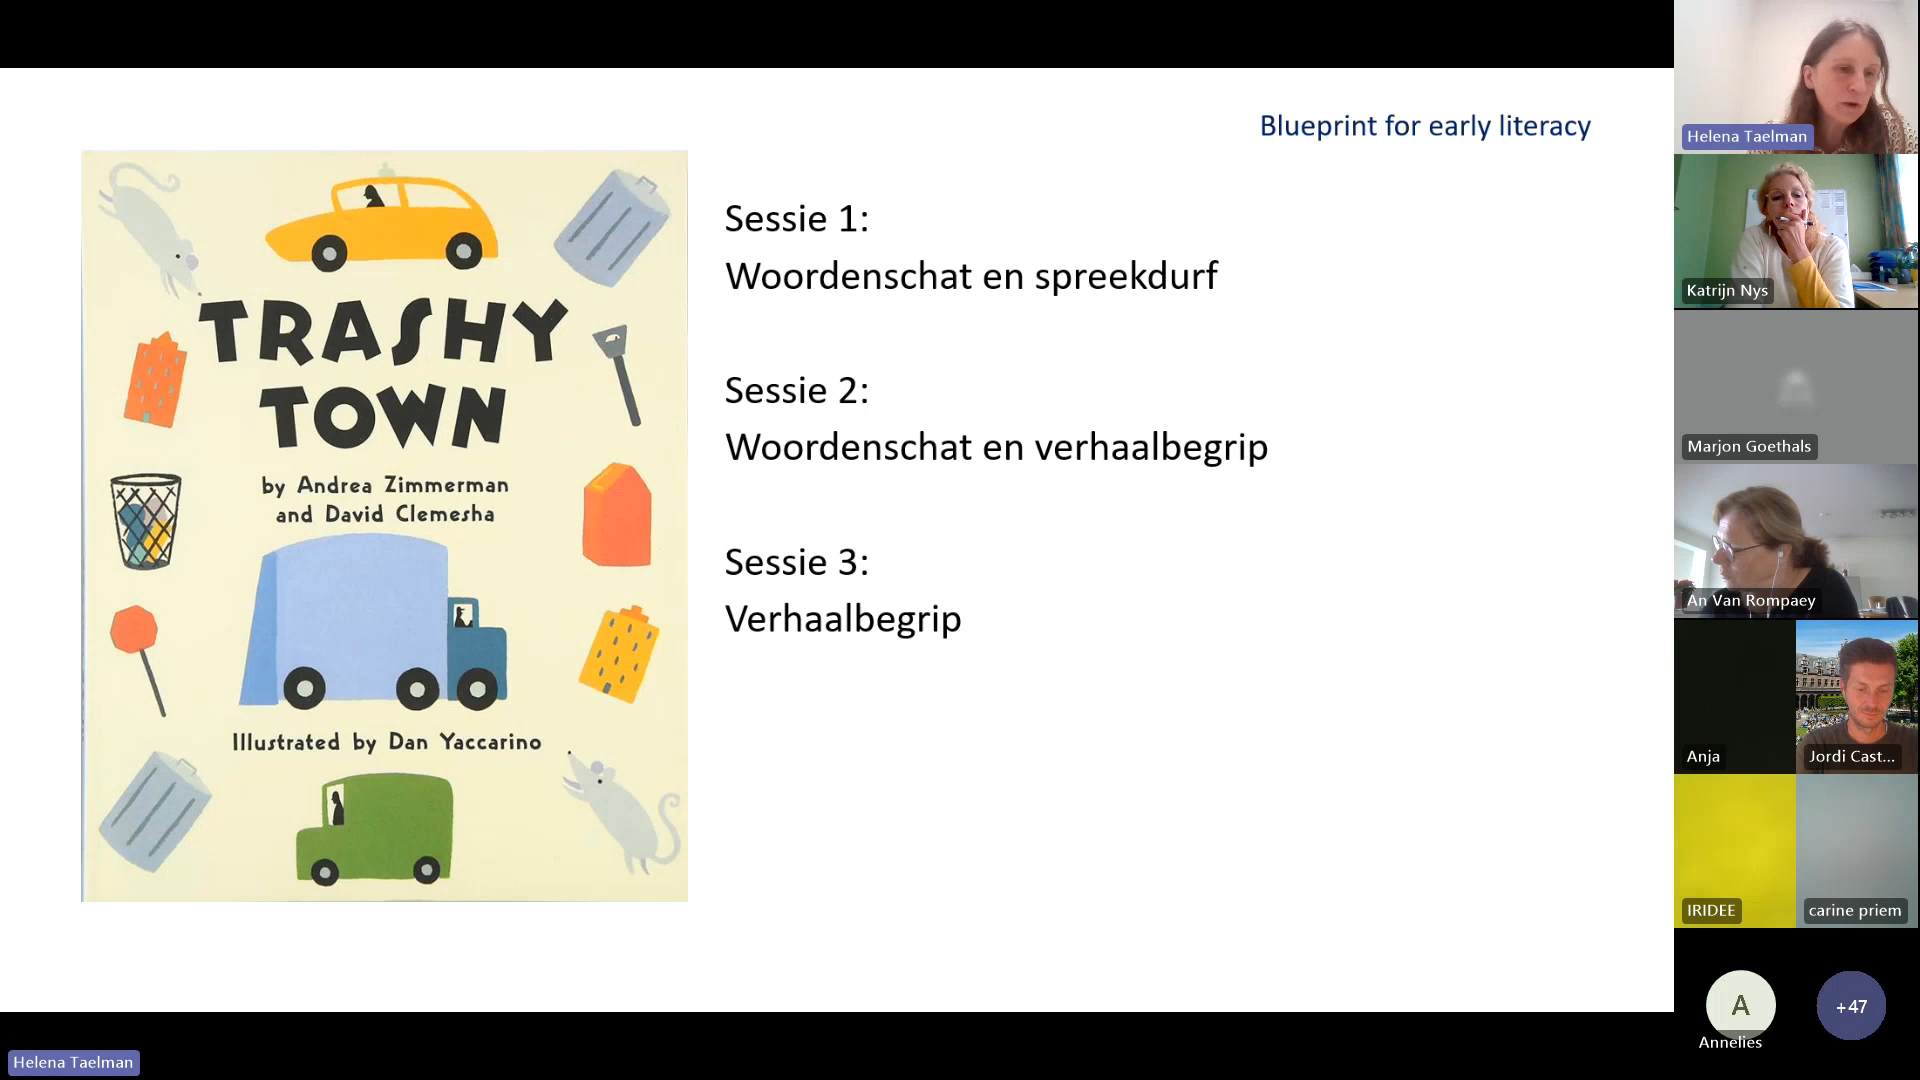 Blueprint for early literacy
TRASHY
TOWN
by Andrea Zimmerman
and David Clemesha
Illustrated by Dan Yaccarino
Sessie 1:
Woordenschat en spreekdurf
Sessie 2:
Woordenschat en verhaalbegrip
Sessie 3:
Verhaalbegrip
Helena Taelman
Katrijn Nys
Marjon Goethals
An Van Rompaey
Anja
Jordi Cast...
IRIDEE
carine priem
A
Annelies
+47
Helena Taelman